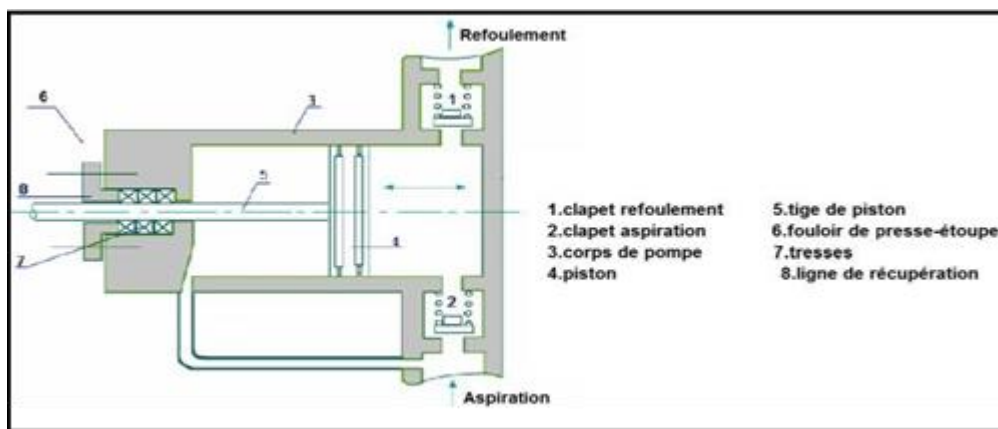 Refoulement
6
3
1
8
5
4
7
2
Aspiration
1.clapet refoulement
2.clapet aspiration
3.corps de pompe
4.piston
5.tige de piston
6.fouloir de presse-étoupe
7.tresses
8.ligne de récupération